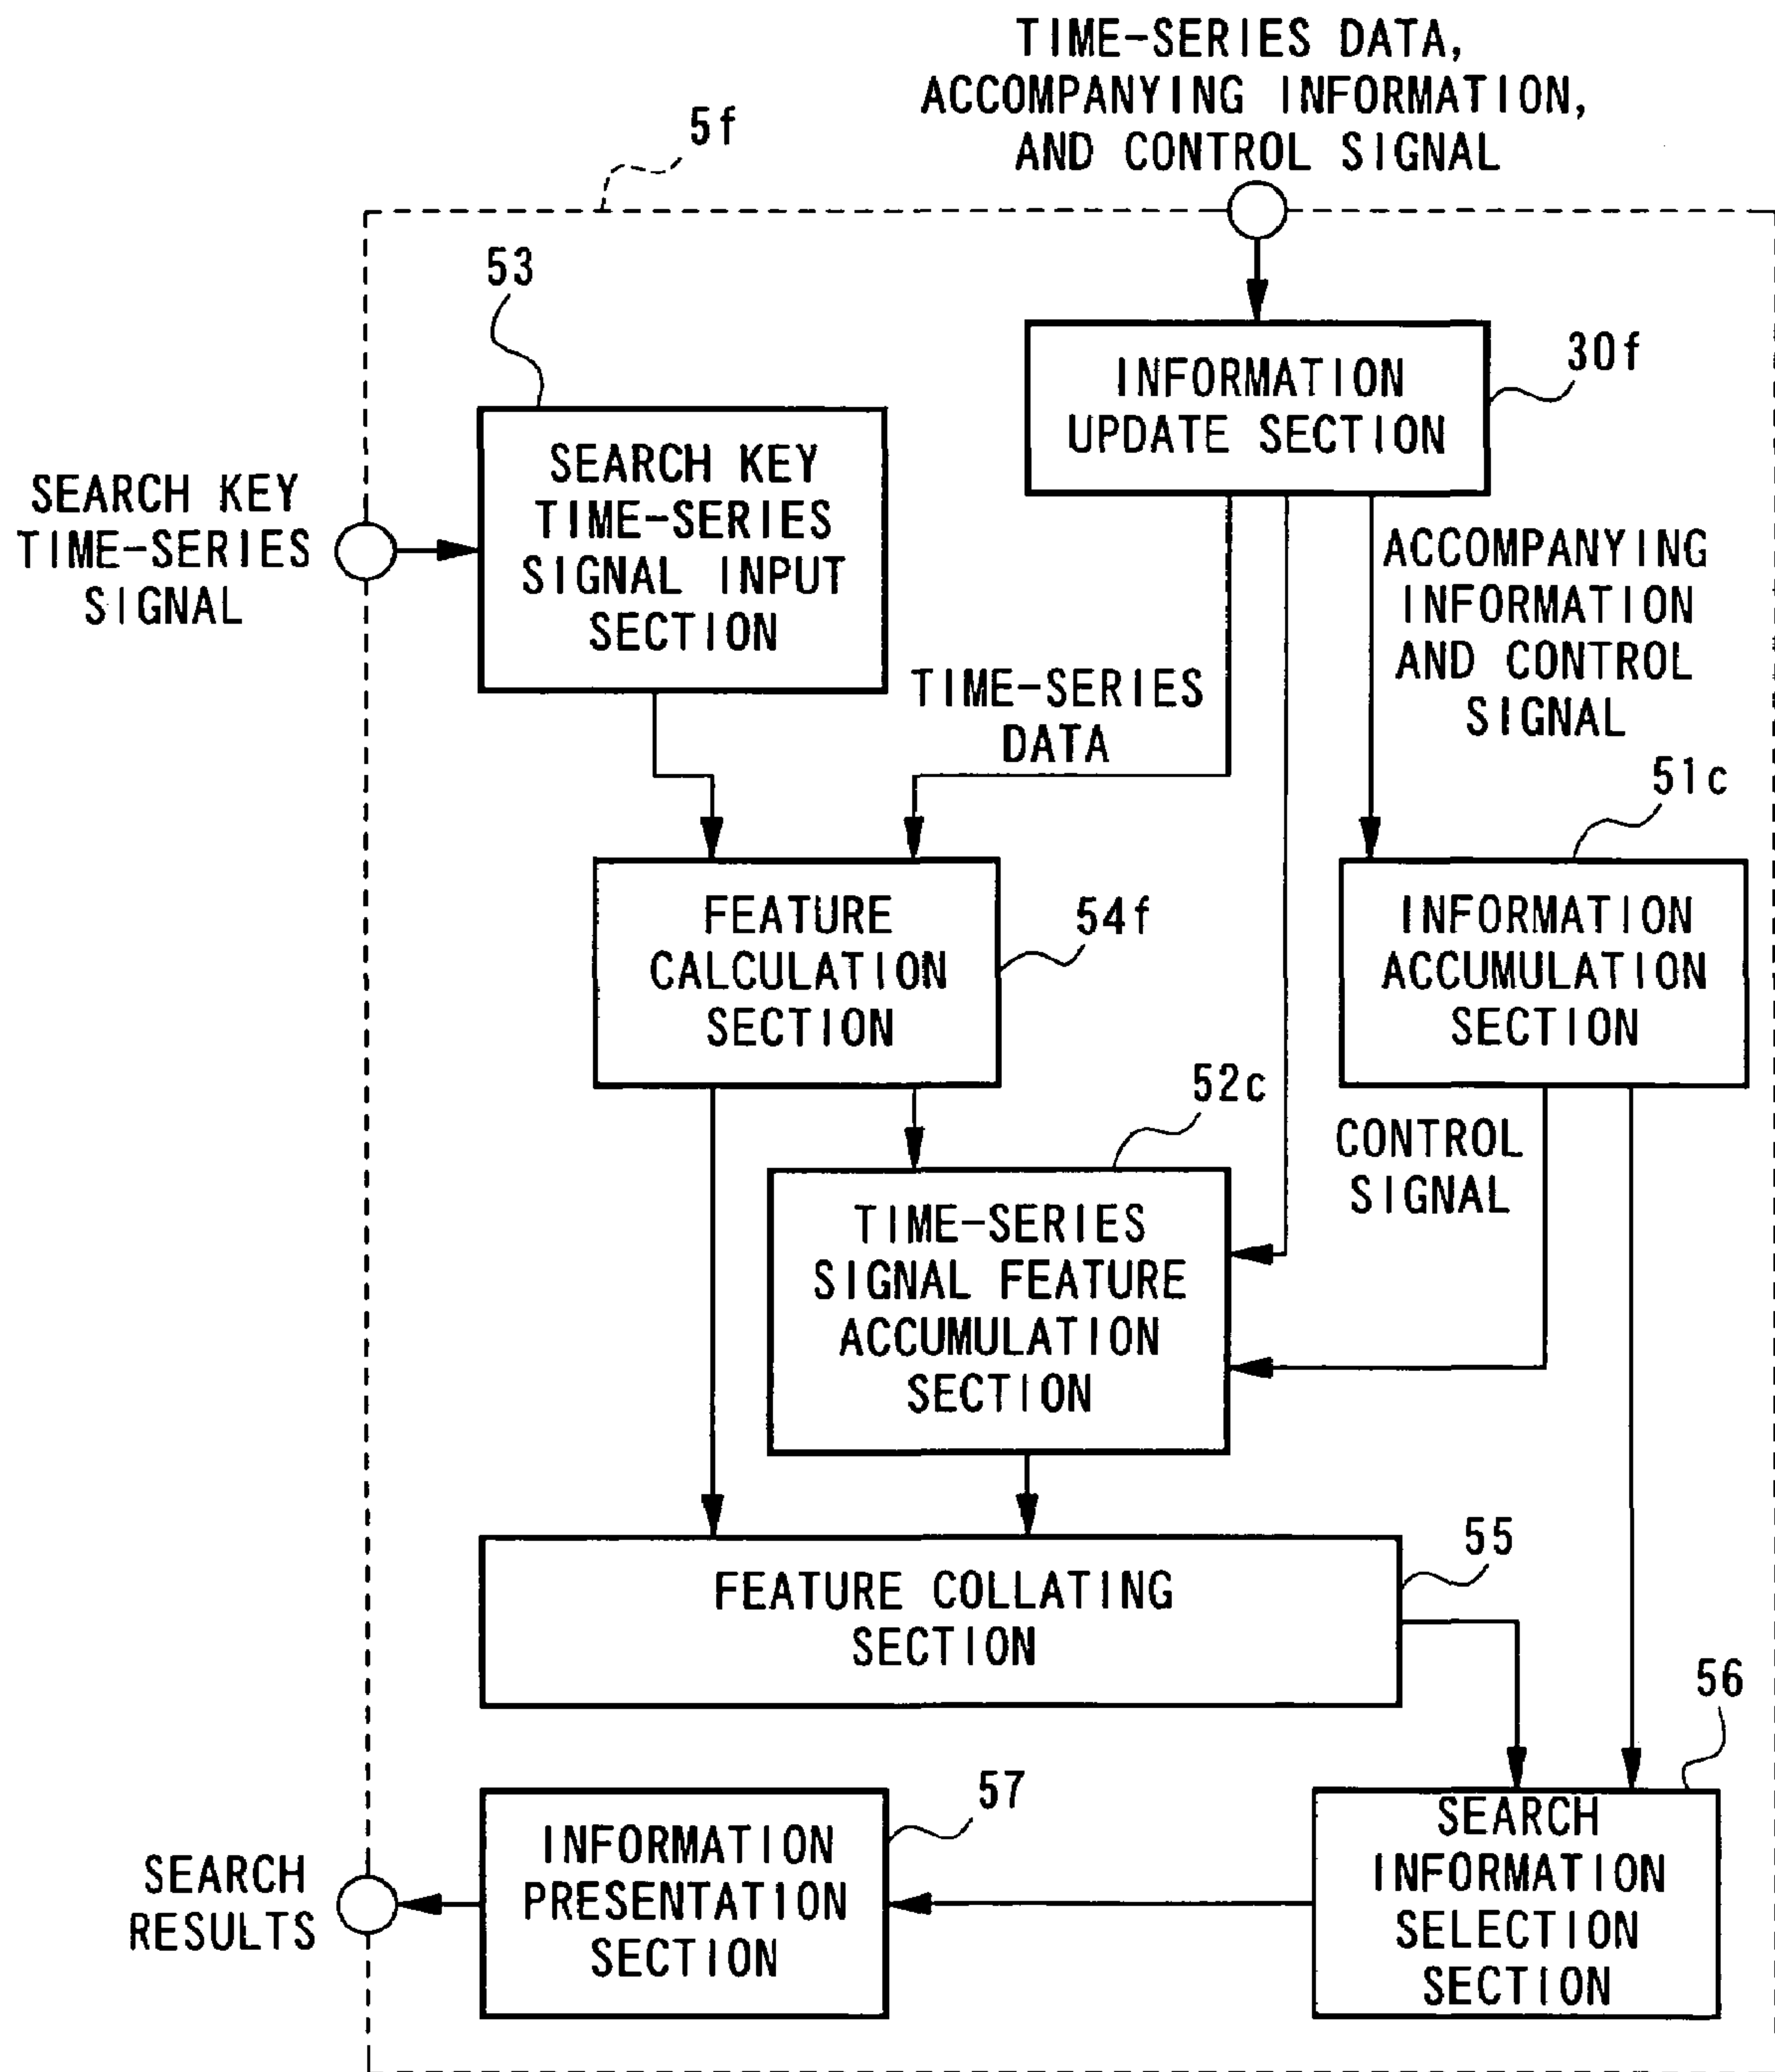 TIME-SERIES DATA,
ACCOMPANYING INFORMATION,
AND CONTROL SIGNAL
5f
53
INFORMATION
UPDATE SECTION
30f
SEARCH KEY
TIME-SERIES
SIGNAL
SEARCH KEY
TIME-SERIES
SIGNAL INPUT
SECTION
ACCOMPANYING
INFORMATION
AND CONTROL
SIGNAL
TIME-SERIES
DATA
51c
FEATURE
CALCULATION
SECTION
54f
INFORMATION
ACCUMULATION
SECTION
52c
CONTROL
SIGNAL
TIME-SERIES
SIGNAL FEATURE
ACCUMULATION
SECTION
55
FEATURE COLLATING
SECTION
56
57
SEARCH
RESULTS
INFORMATION
PRESENTATION
SECTION
SEARCH
INFORMATION
SELECTION
SECTION